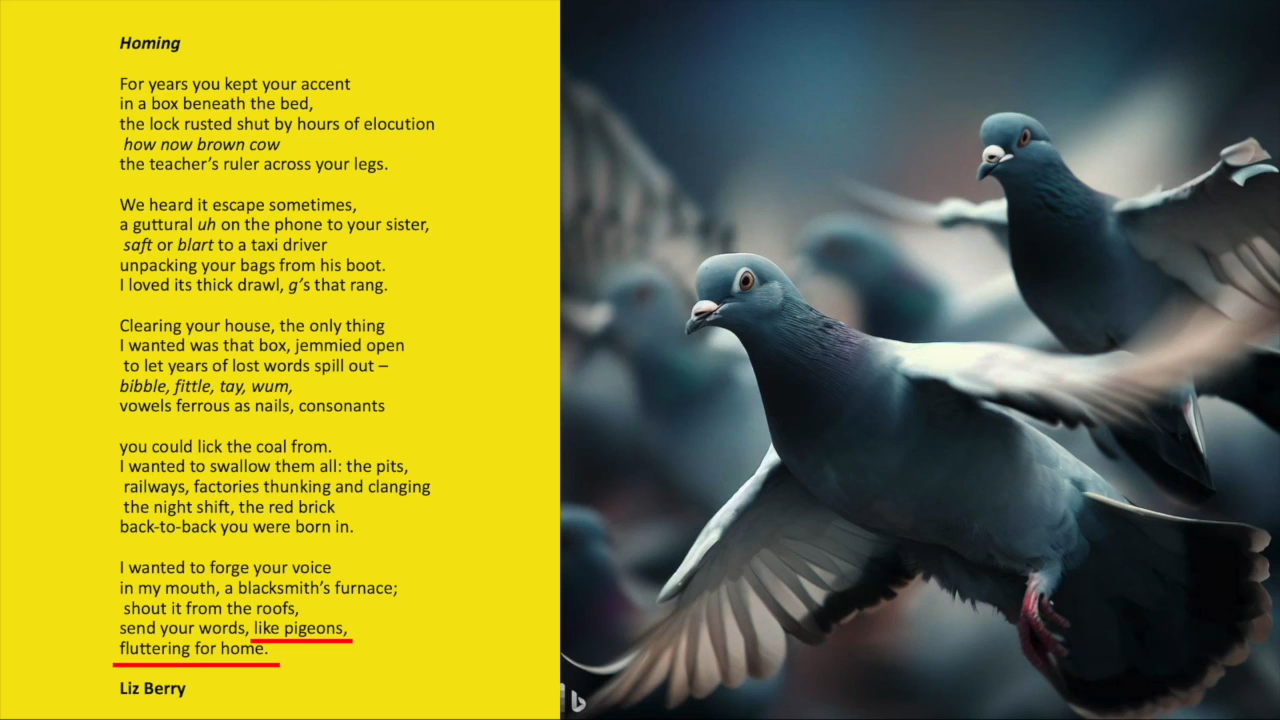 Homing
For years you kept your accent
in a box beneath the bed,
the lock rusted shut by hours of elocution
how now brown cow
the teacher’s ruler across your legs.
We heard it escape sometimes,
a guttural uh on the phone to your sister,
saft or blart to a taxi driver
unpacking your bags from his boot.
I loved its thick drawl, g’s that rang.
Clearing your house, the only thing
I wanted was that box, jemmied open
to let years of lost words spill out –
bibble, fittle, tay, wum,
vowels ferrous as nails, consonants
you could lick the coal from.
I wanted to swallow them all: the pits,
railways, factories thunking and clanging
the night shift, the red brick
back-to-back you were born in.
I wanted to forge your voice
in my mouth, a blacksmith’s furnace;
shout it from the roofs,
send your words, like pigeons,
fluttering for home.
Liz Berry